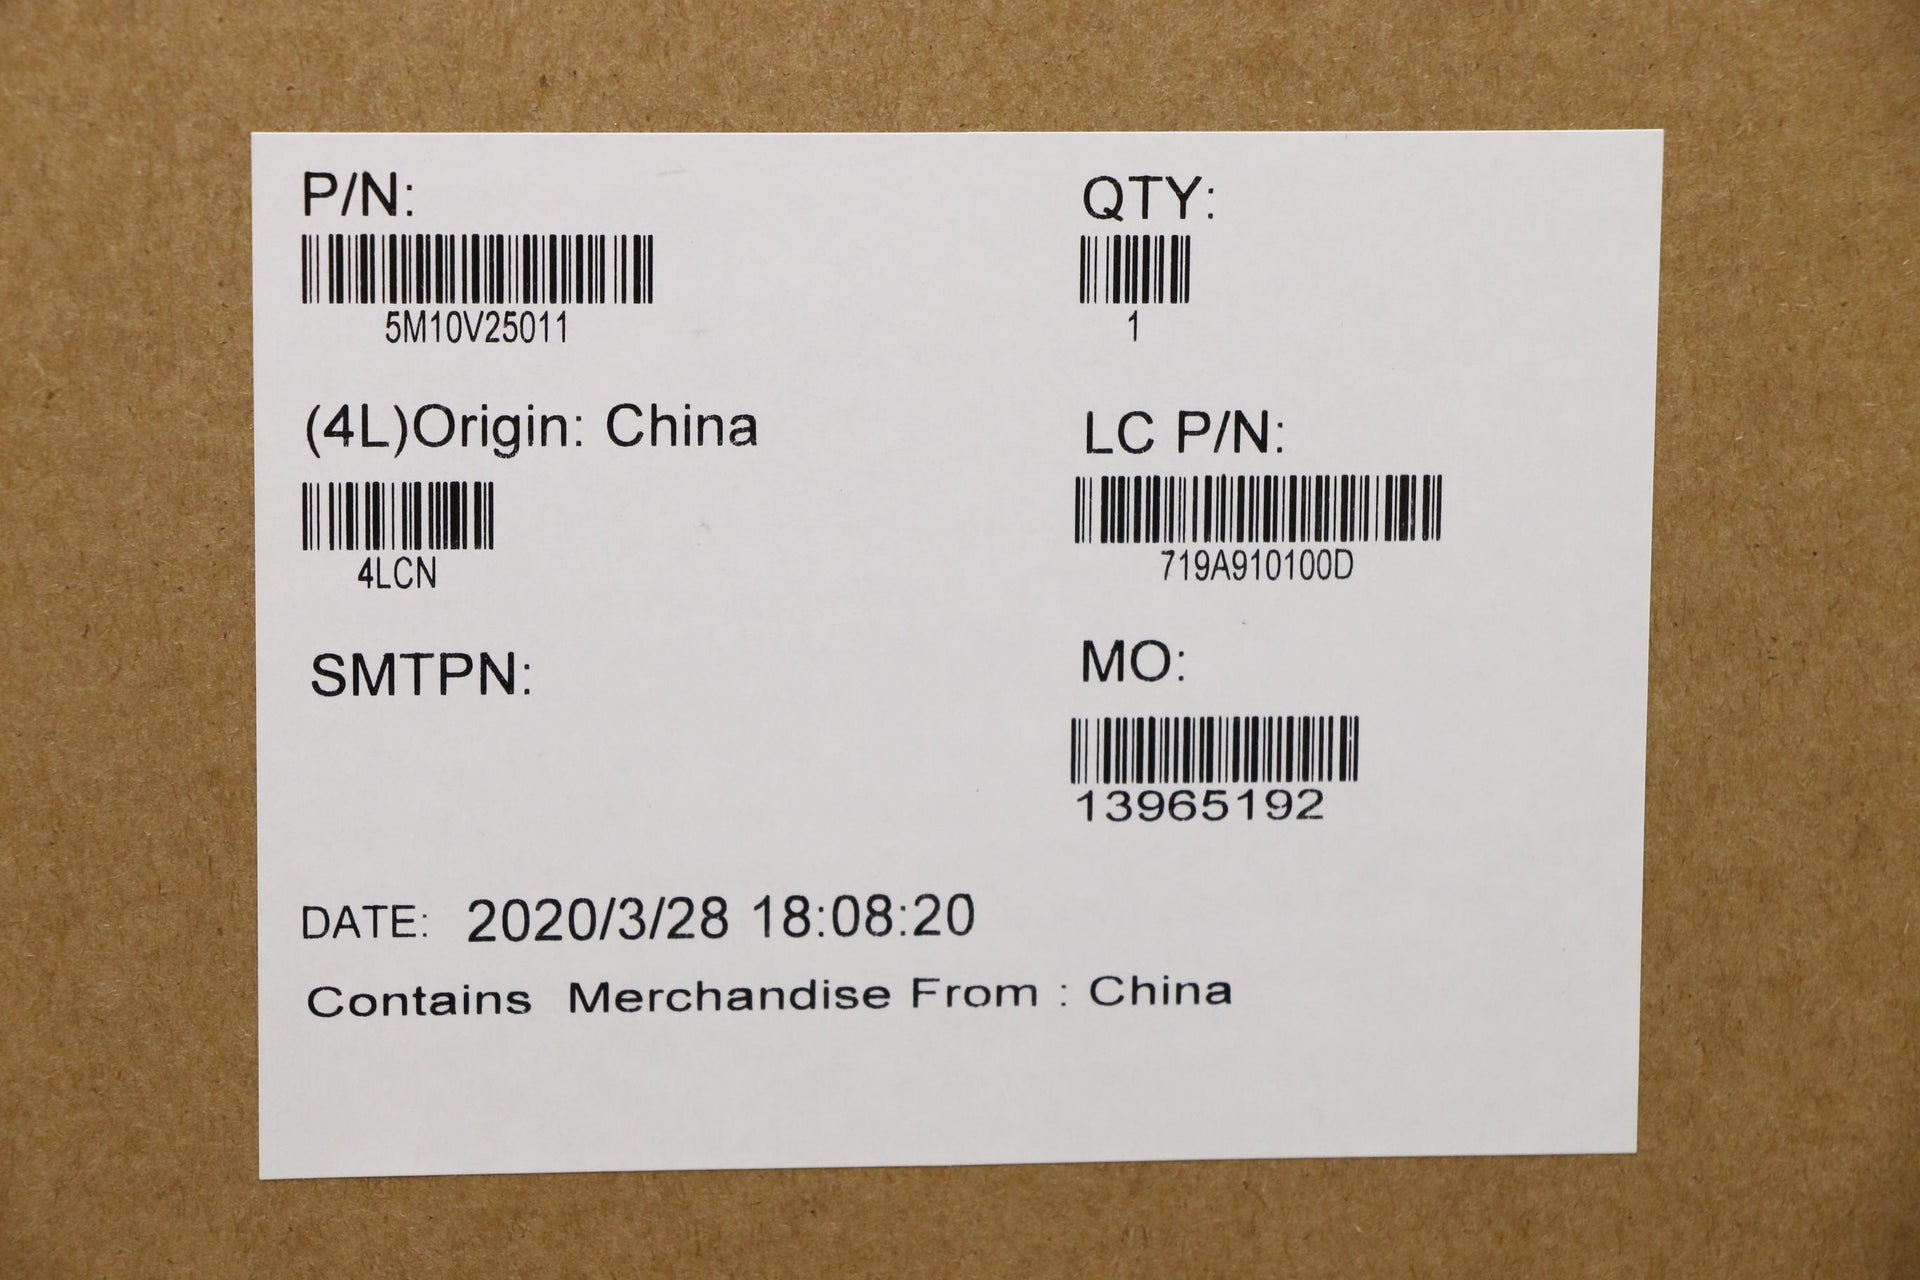 P/N:
5M10V25011
QTY:
1
(4L)Origin: China
4LCN
LC P/N:
719A910100D
SMTPN:
MO:
13965192
DATE: 2020/3/28 18:08:20
Contains Merchandise From : China